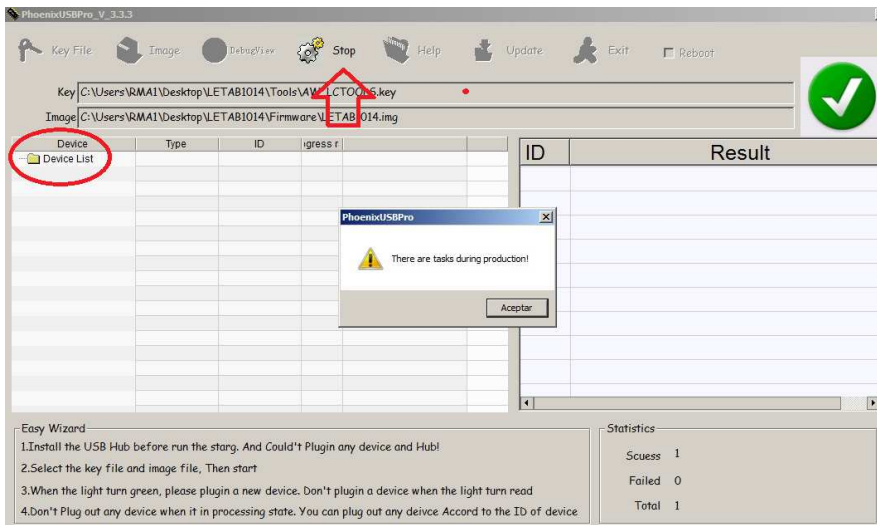 PhoenixUSBPro_V_3.3.3
Key File Image DebugView Stop Help Update Exit Reboot
Key C:\Users\RMA1\Desktop\LETAB1014\Tools\AW_LCTOOLS.key
Image C:\Users\RMA1\Desktop\LETAB1014\Firmware\LETAB1014.img
Device Type ID ıgress r
Device List
ID Result
PhoenixUSBPro
There are tasks during production!
Aceptar
Easy Wizard
1.Install the USB Hub before run the starg. And Could't Plugin any device and Hub!
2.Select the key file and image file, Then start
3.When the light turn green, please plugin a new device. Don't plugin a device when the light turn read
4.Don't Plug out any device when it in processing state. You can plug out any deivce Accord to the ID of device
Statistics
Scuess 1
Failed 0
Total 1